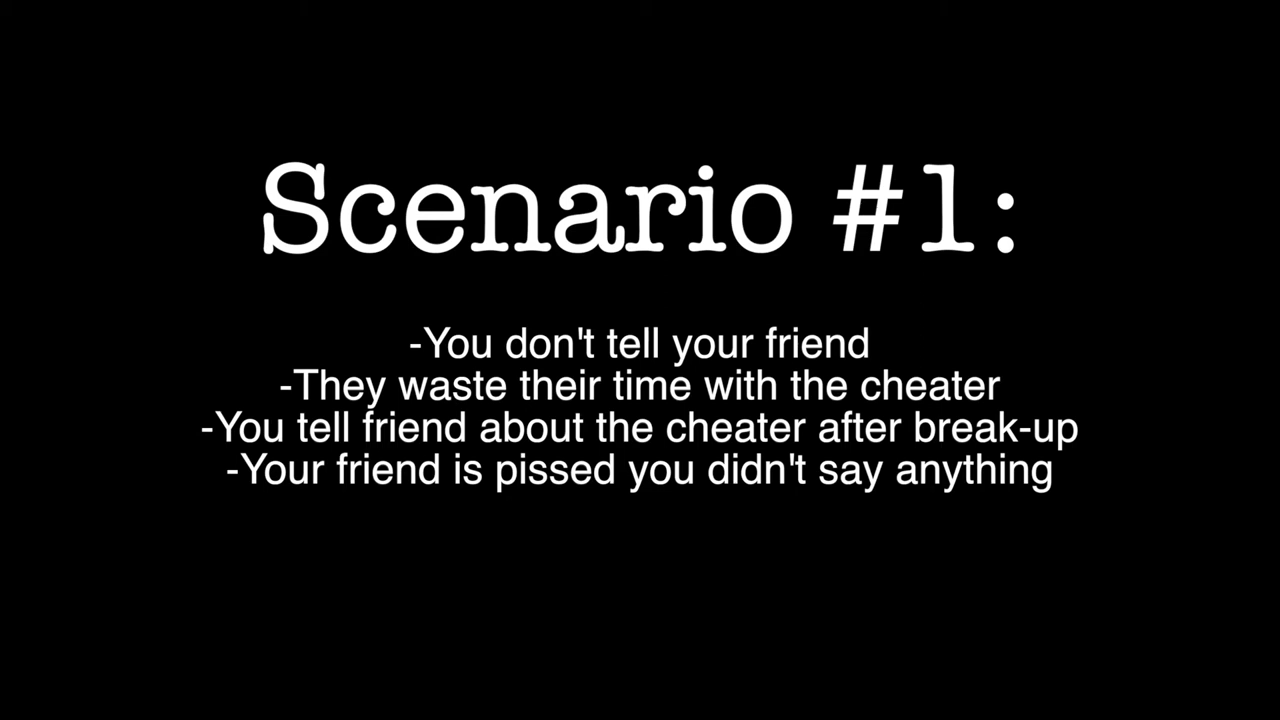 Scenario #1:
-You don't tell your friend
-They waste their time with the cheater
-You tell friend about the cheater after break-up
-Your friend is pissed you didn't say anything